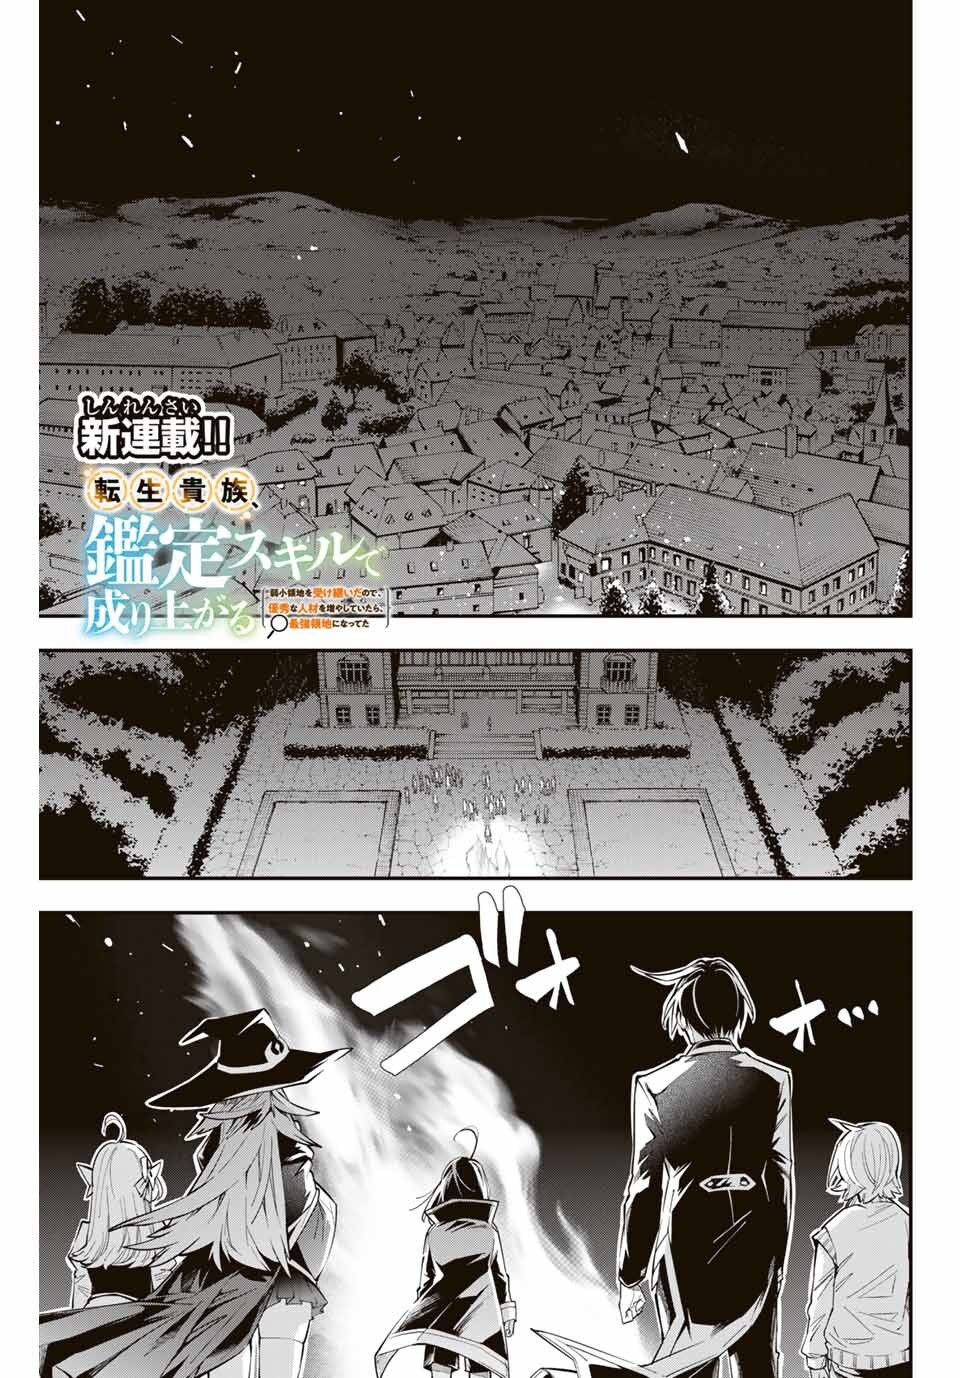 しんれんさい
新連載!!
転生貴族、
鑑定スキルで
成り上がる
弱小領地を受け継いだので、
優秀な人材を増やしていたら、
最強領地になってた
ゴォォ…